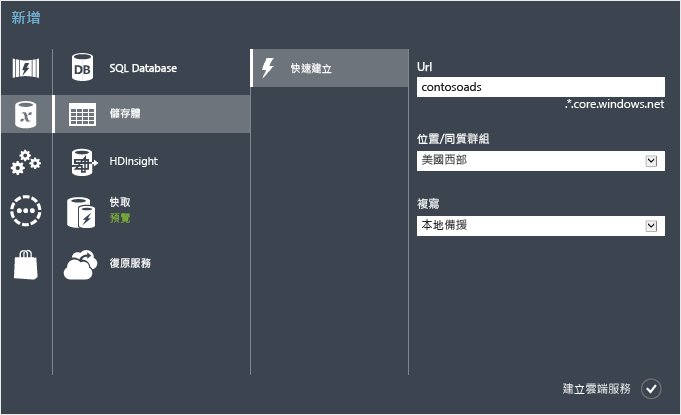 新增
SQL Database
儲存體
HDInsight
快取
預覽
復原服務
快速建立
Url
contosoads
.*.core.windows.net
位置/同質群組
美國西部
複寫
本地備援
建立雲端服務